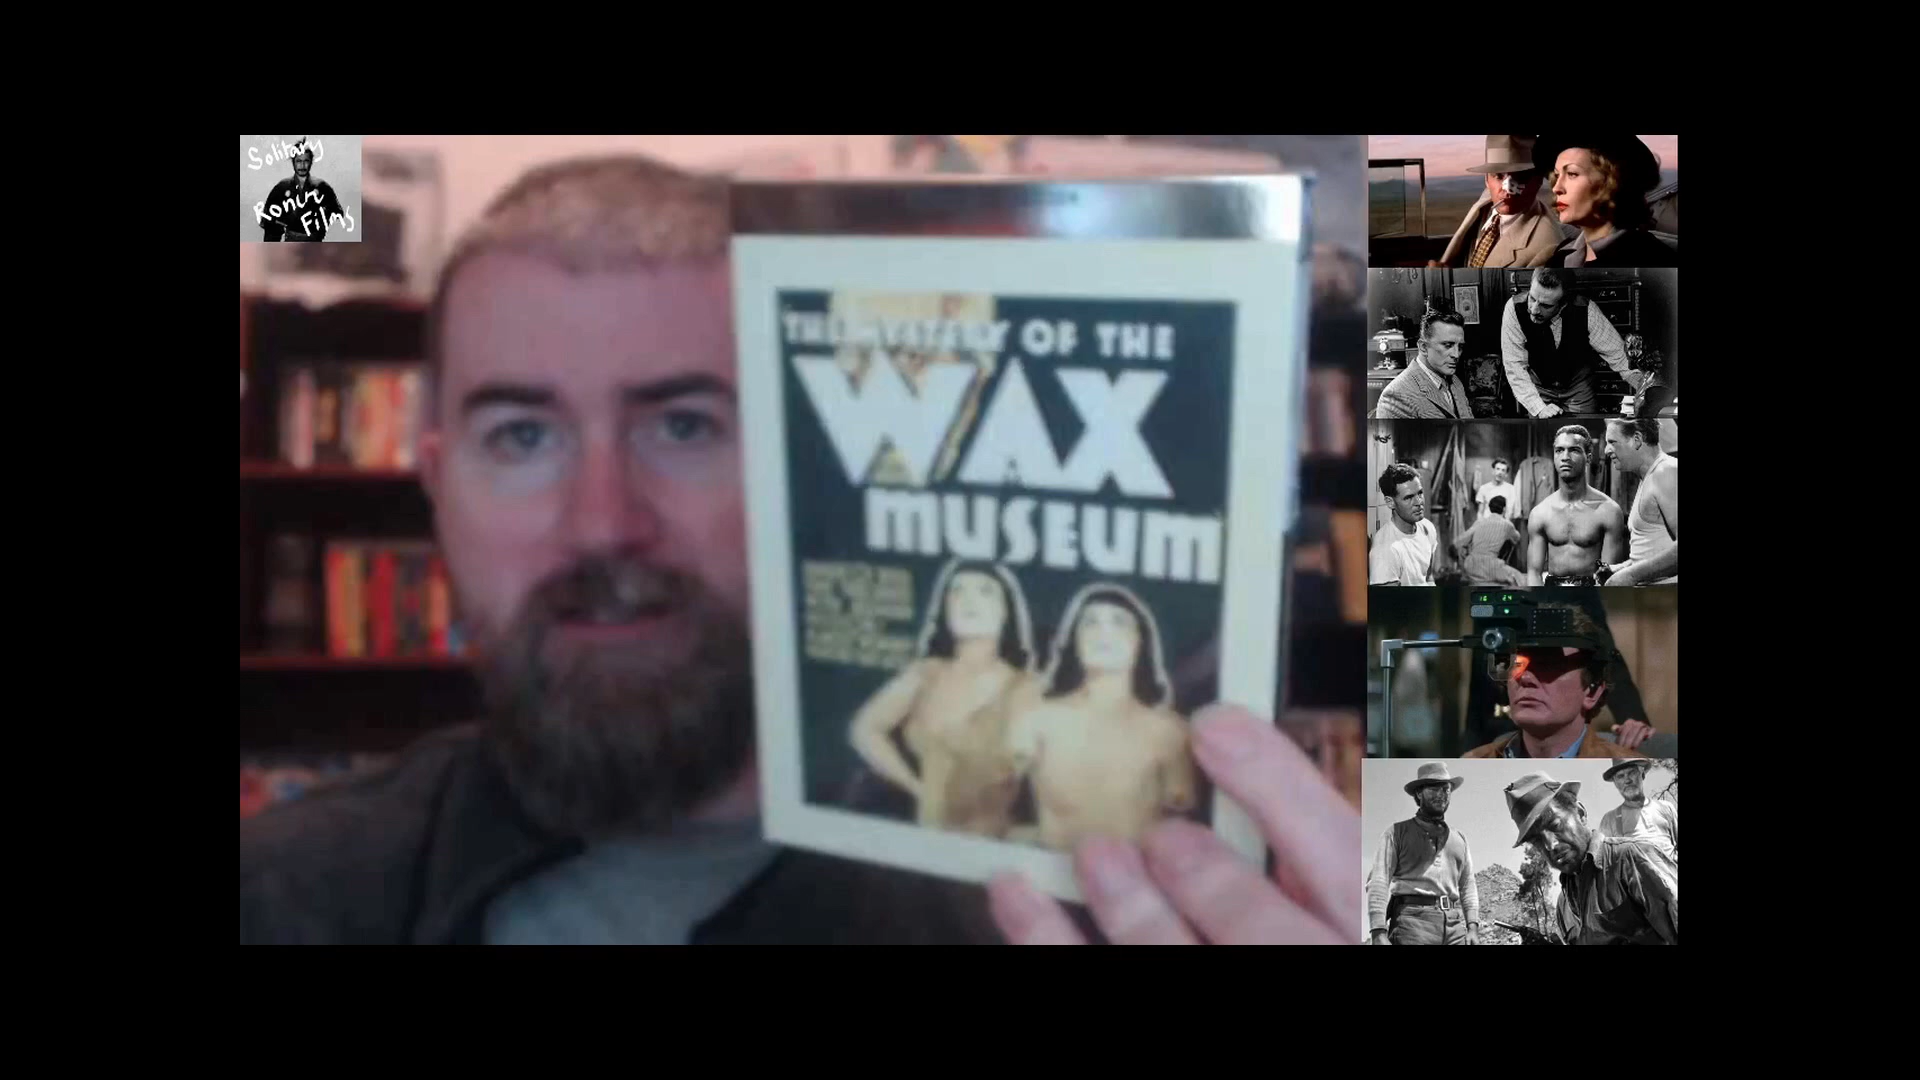 Solitary
Ronin
Films
THE MYSTERY OF THE
WAX
MUSEUM